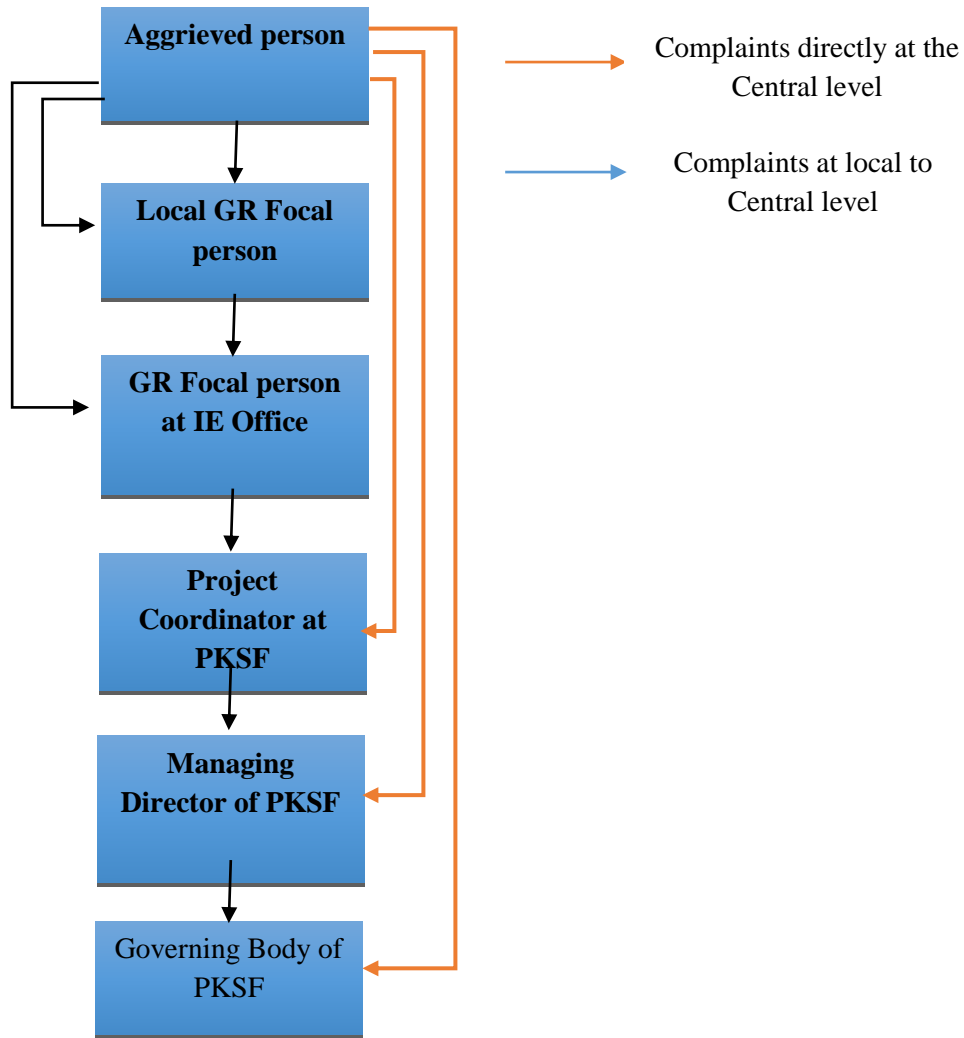 Aggrieved person
Local GR Focal
person
GR Focal person
at IE Office
Project
Coordinator at
PKSF
Managing
Director of PKSF
Governing Body of
PKSF
Complaints directly at the
Central level
Complaints at local to
Central level